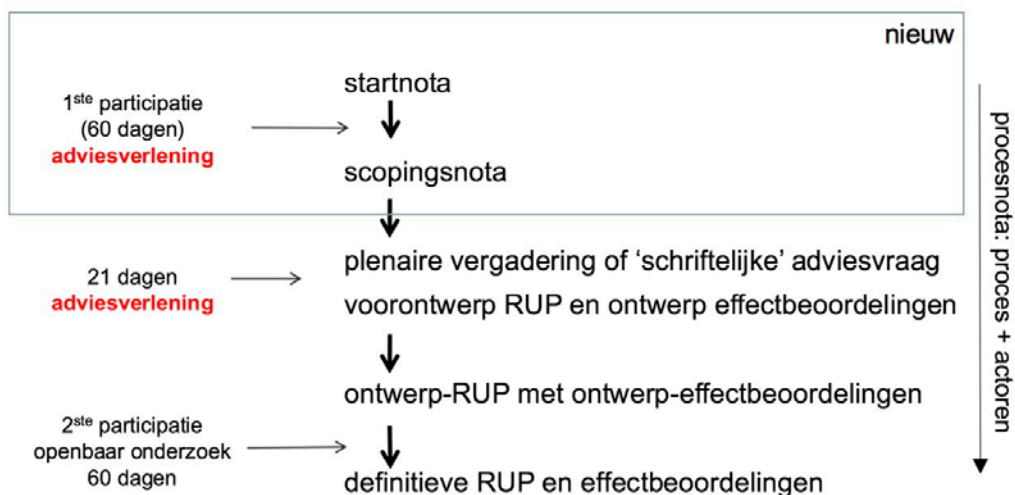 nieuw
startnota
1ste participatie
(60 dagen)
adviesverlening
scopingsnota
plenaire vergadering of ‘schriftelijke’ adviesvraag
voorontwerp RUP en ontwerp effectbeoordelingen
21 dagen
adviesverlening
ontwerp-RUP met ontwerp-effectbeoordelingen
2ste participatie
openbaar onderzoek
60 dagen
definitieve RUP en effectbeoordelingen
procesnota: proces + actoren